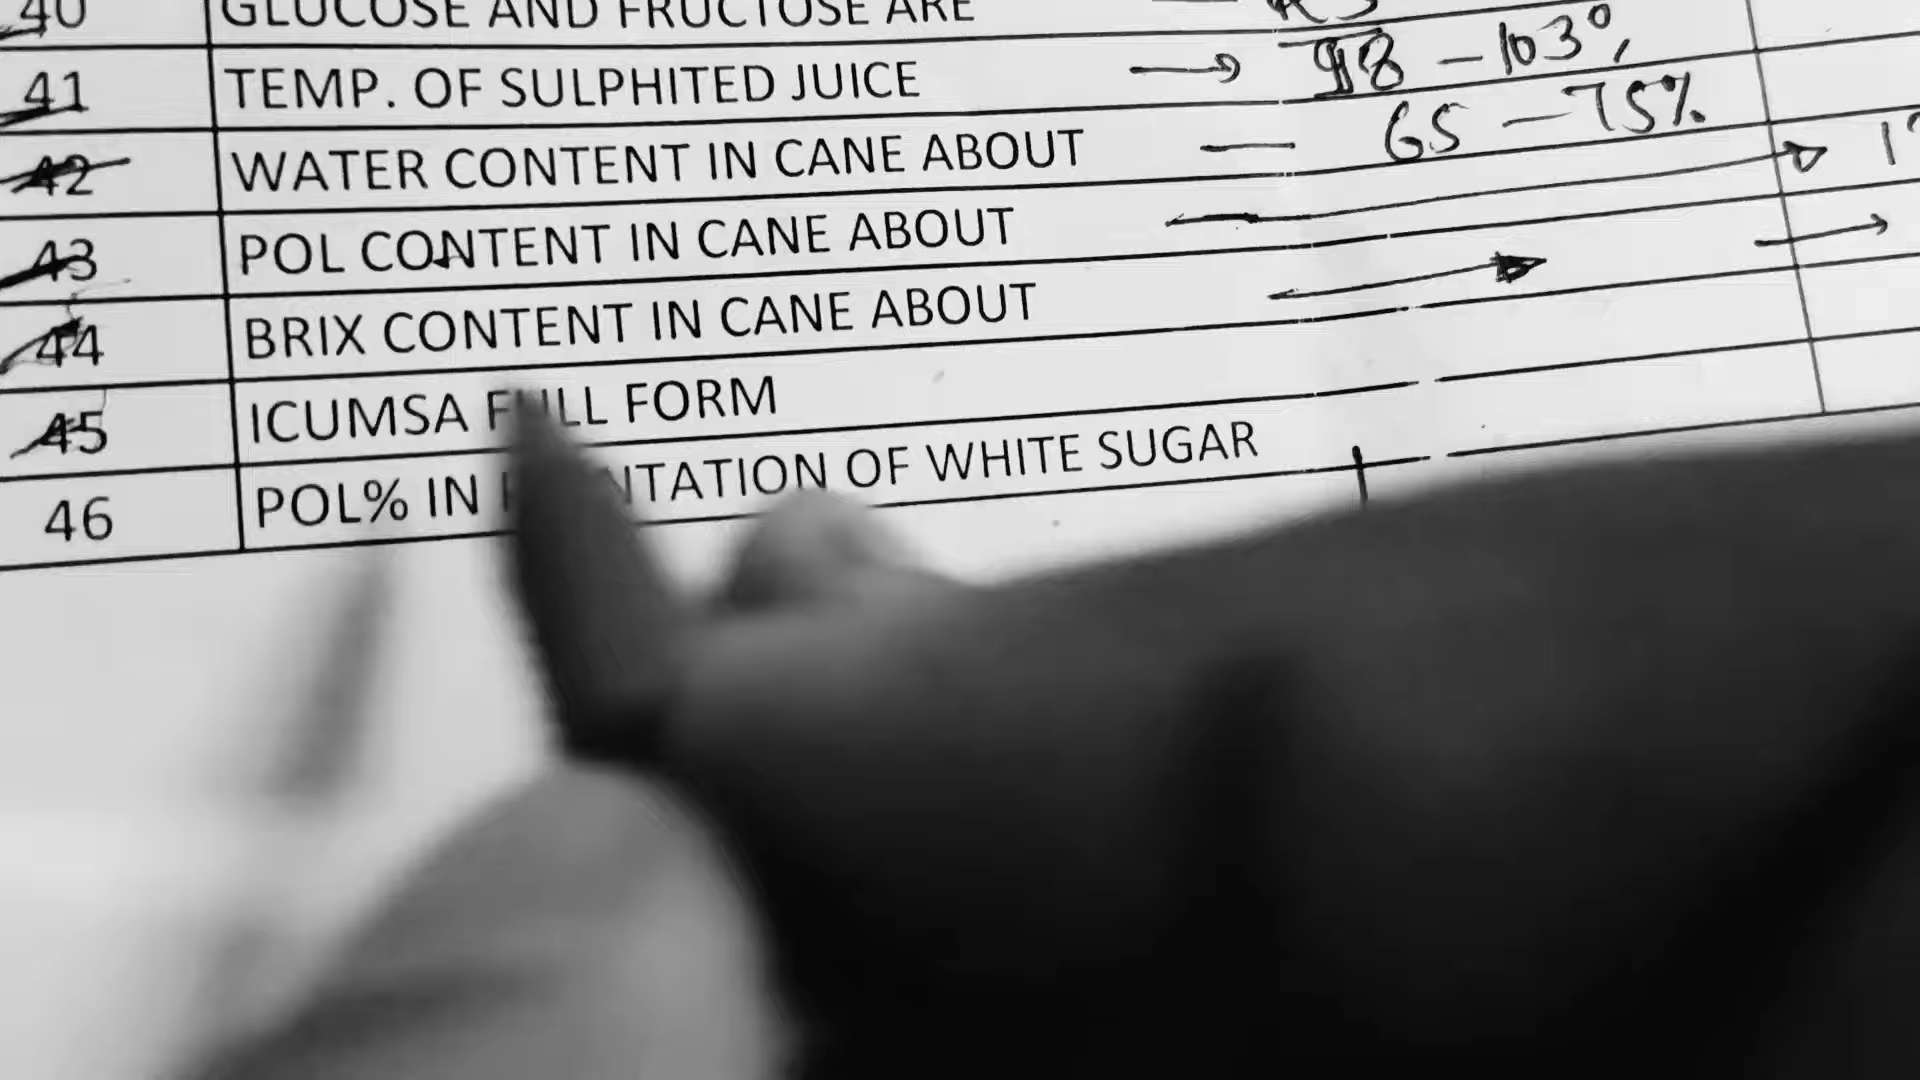 40 GLUCOSE AND FRUCTOSE ARE
41 TEMP. OF SULPHITED JUICE → 98 – 103°
42 WATER CONTENT IN CANE ABOUT — 65 – 75%
43 POL CONTENT IN CANE ABOUT
44 BRIX CONTENT IN CANE ABOUT
45 ICUMSA FULL FORM
46 POL% IN OF WHITE SUGAR